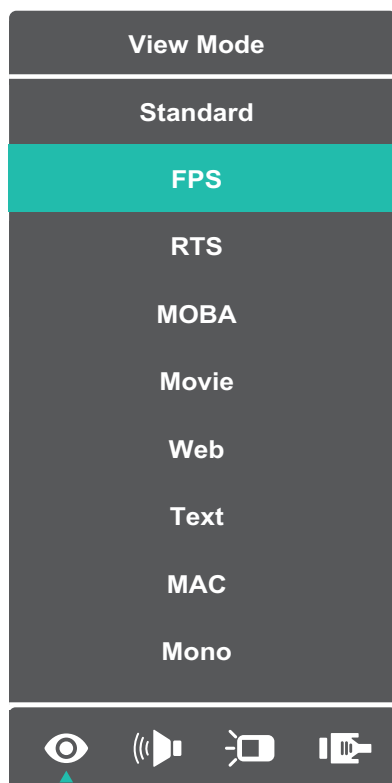 View Mode
Standard
FPS
RTS
MOBA
Movie
Web
Text
MAC
Mono